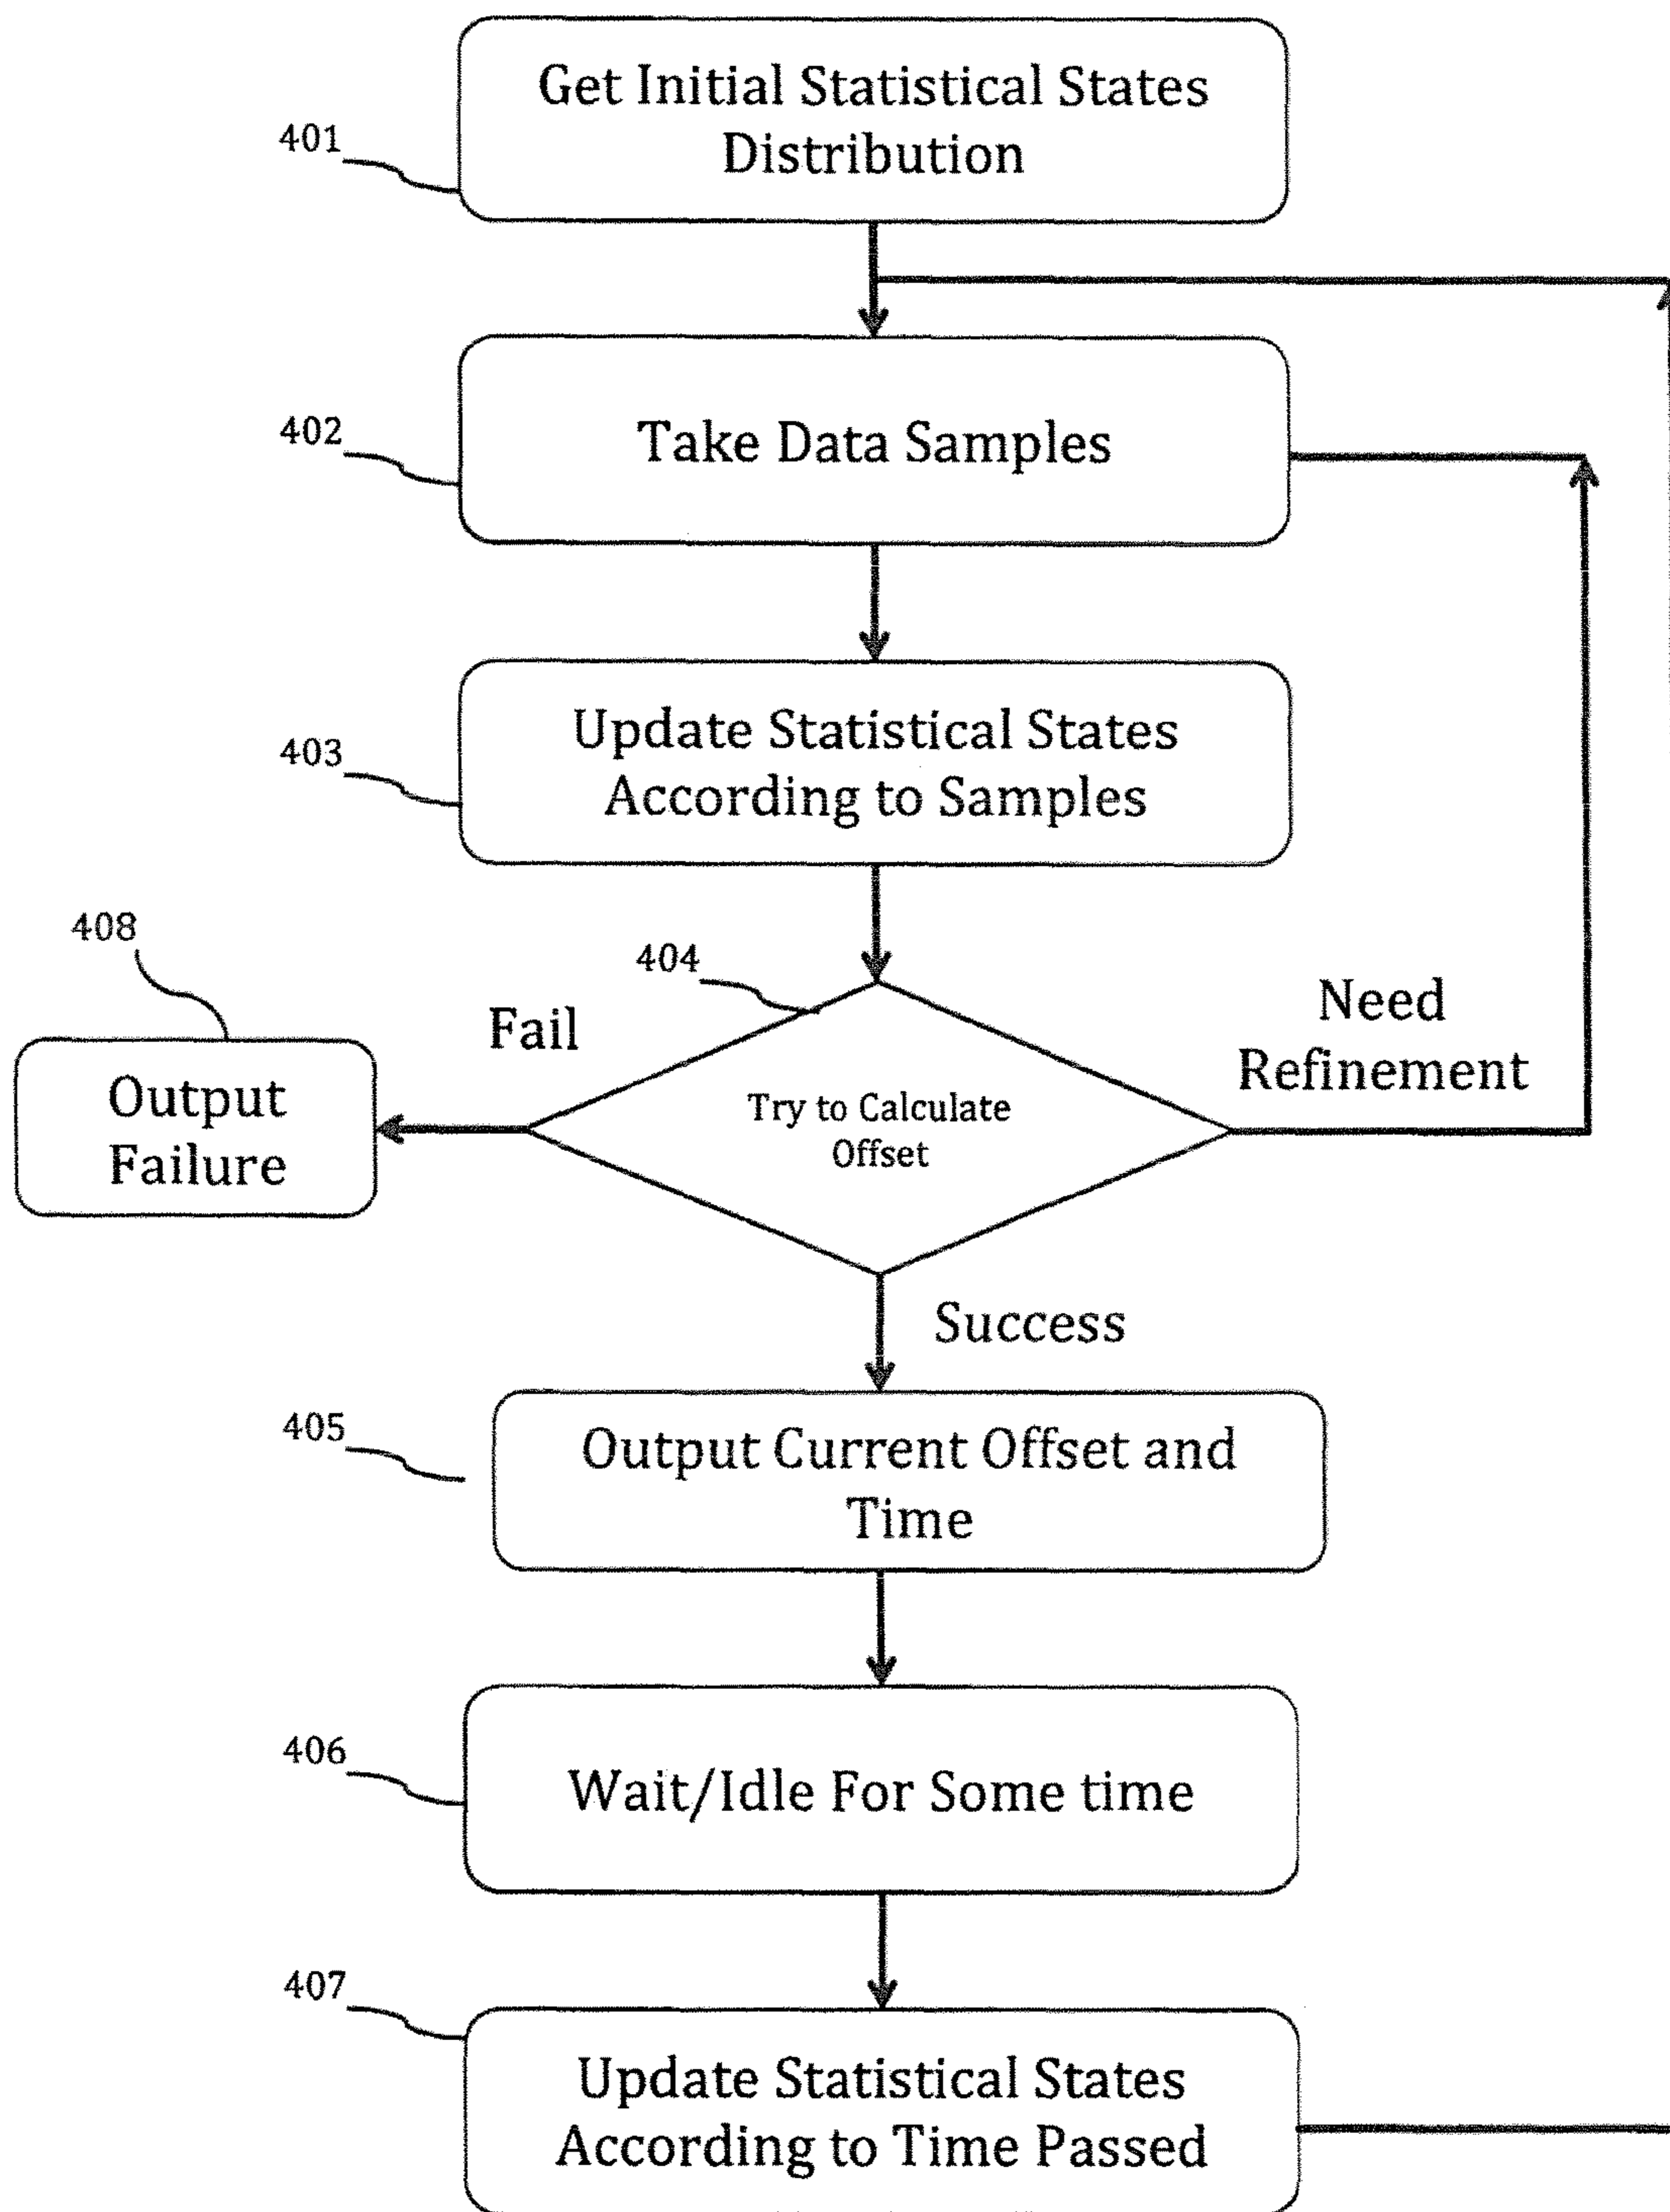 Get Initial Statistical States
Distribution
401
402
Take Data Samples
403
Update Statistical States
According to Samples
408
404
Fail
Need
Refinement
Output
Failure
Try to Calculate
Offset
Success
405
Output Current Offset and
Time
406
Wait/Idle For Some time
407
Update Statistical States
According to Time Passed